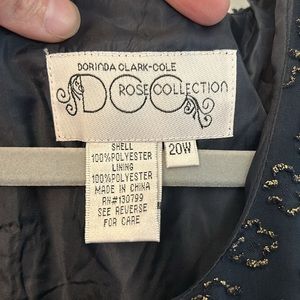 DORINDA CLARK-COLE
DCC ROSE COLLECTION
SHELL
100%POLYESTER
LINING
100%POLYESTER
MADE IN CHINA
RN#130799
SEE REVERSE
FOR CARE
20W